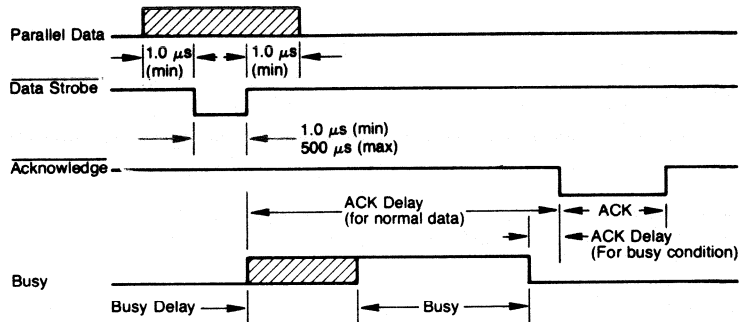 Parallel Data
1.0 μs
(min)
1.0 μs
(min)
Data Strobe
1.0 μs (min)
500 μs (max)
Acknowledge
ACK Delay
(for normal data)
ACK
ACK Delay
(For busy condition)
Busy
Busy Delay
Busy